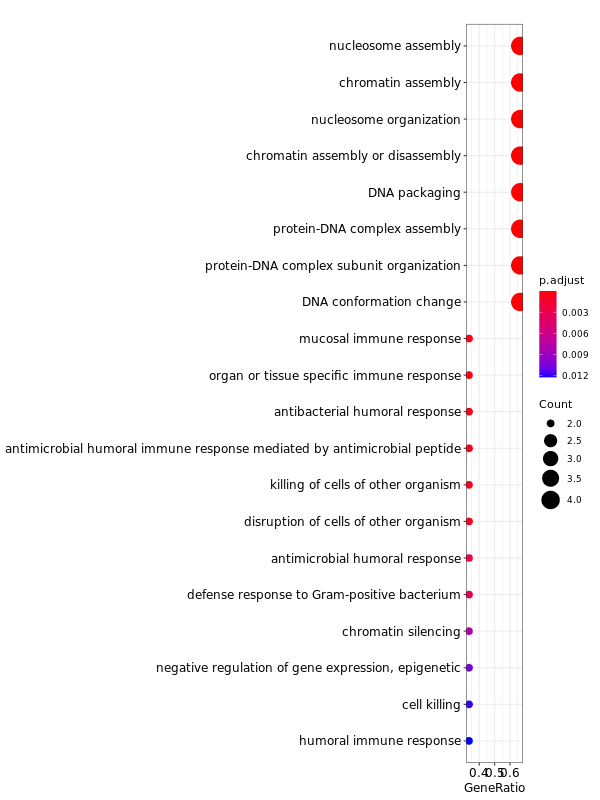 nucleosome assembly
chromatin assembly
nucleosome organization
chromatin assembly or disassembly
DNA packaging
protein-DNA complex assembly
protein-DNA complex subunit organization
DNA conformation change
mucosal immune response
organ or tissue specific immune response
antibacterial humoral response
antimicrobial humoral immune response mediated by antimicrobial peptide
killing of cells of other organism
disruption of cells of other organism
antimicrobial humoral response
defense response to Gram-positive bacterium
chromatin silencing
negative regulation of gene expression, epigenetic
cell killing
humoral immune response
0.4 0.5 0.6
GeneRatio
p.adjust
0.003
0.006
0.009
0.012
Count
2.0
2.5
3.0
3.5
4.0